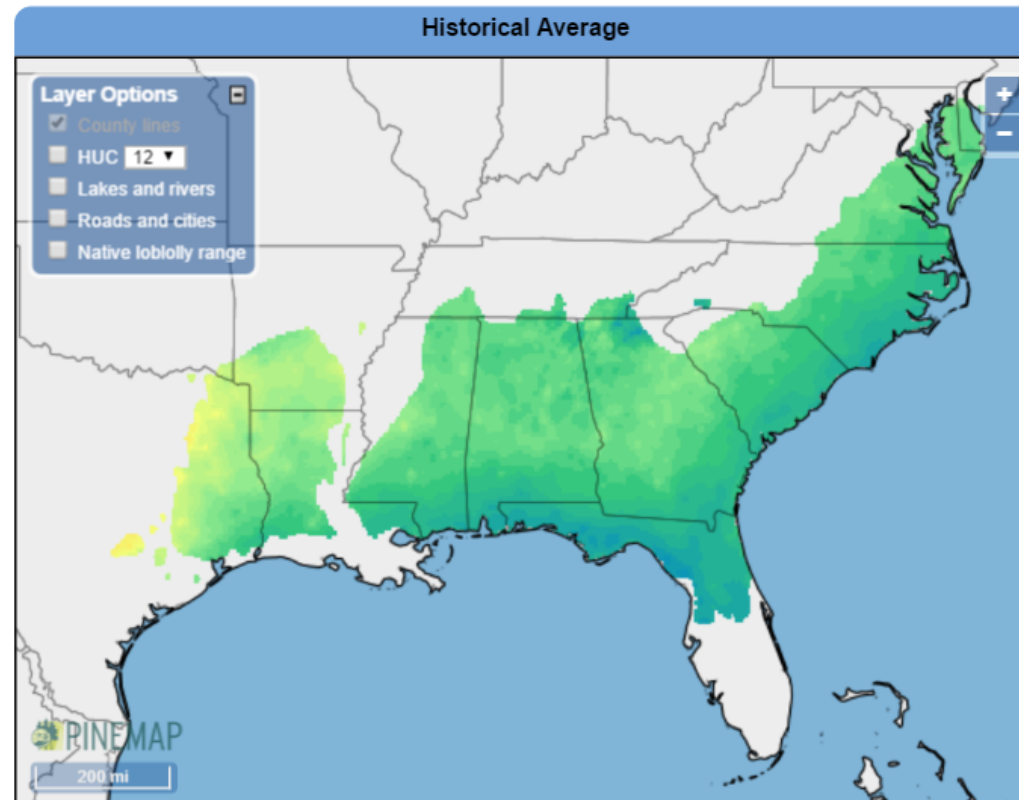 Historical Average
Layer Options
County lines
HUC 12
Lakes and rivers
Roads and cities
Native loblolly range
PINEMAP
200 mi